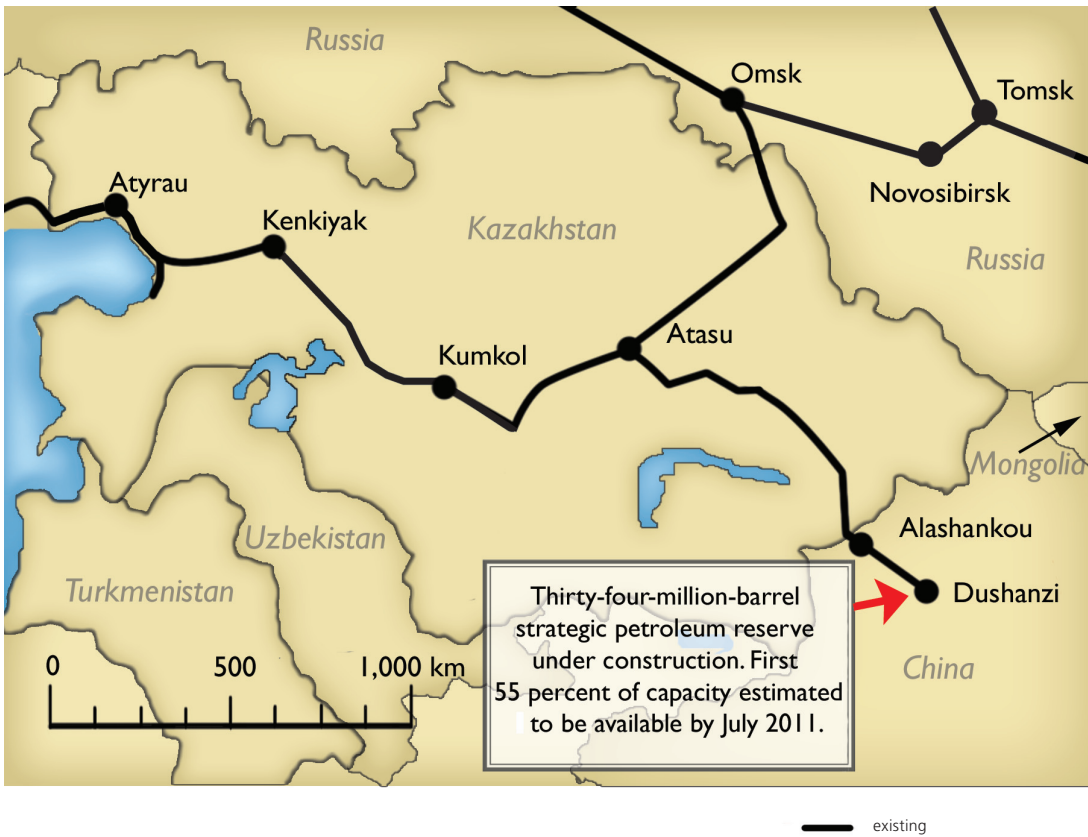 Russia
Omsk
Tomsk
Atyrau
Novosibirsk
Kenkiyak
Kazakhstan
Russia
Atasu
Kumkol
Mongolia
Alashankou
Uzbekistan
Turkmenistan
Dushanzi
Thirty-four-million-barrel
strategic petroleum reserve
under construction. First
55 percent of capacity estimated
to be available by July 2011.
China
0 500 1,000 km
existing